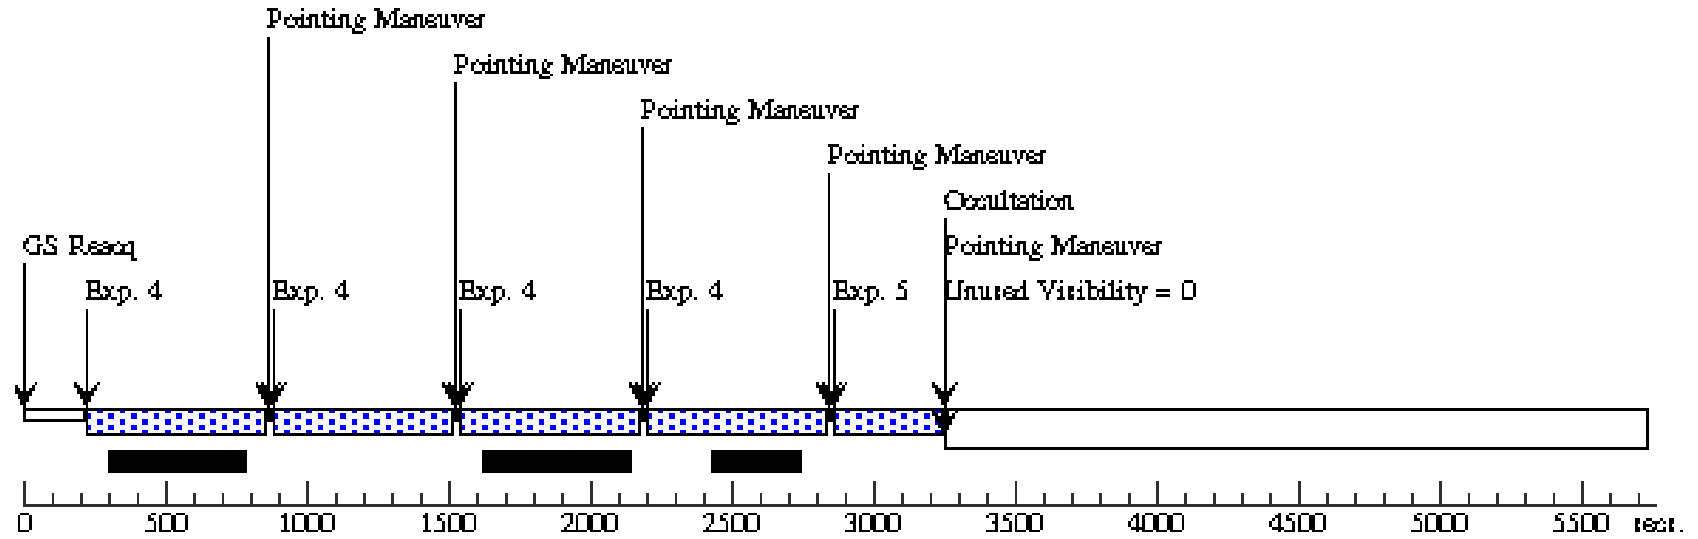 Pointing Maneuver
Pointing Maneuver
Pointing Maneuver
Pointing Maneuver
Occultation
GS Reacq
Pointing Maneuver
Exp. 4
Exp. 4
Exp. 4
Exp. 4
Exp. 5
Unused Visibility = 0
0 500 1000 1500 2000 2500 3000 3500 4000 4500 5000 5500 secs.